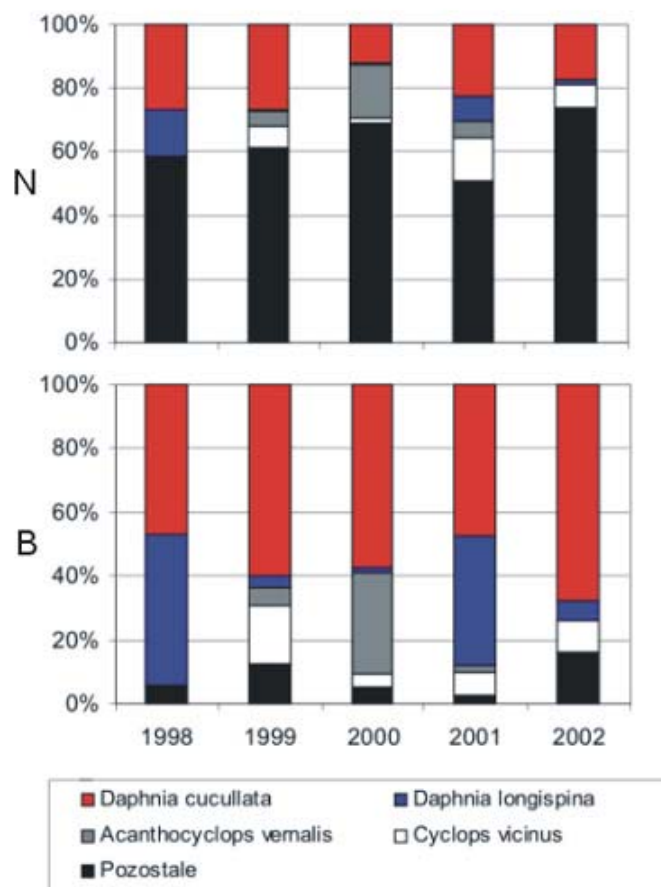 100%
80%
60%
N
40%
20%
0%
100%
80%
60%
B
40%
20%
0%
1998 1999 2000 2001 2002
Daphnia cucullata Daphnia longispina
Acanthocyclops vernalis Cyclops vicinus
Pozostale